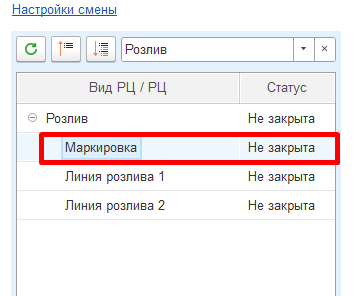 Настройки смены
Розлив
Вид РЦ / РЦ Статус
Розлив Не закрыта
Маркировка Не закрыта
Линия розлива 1 Не закрыта
Линия розлива 2 Не закрыта